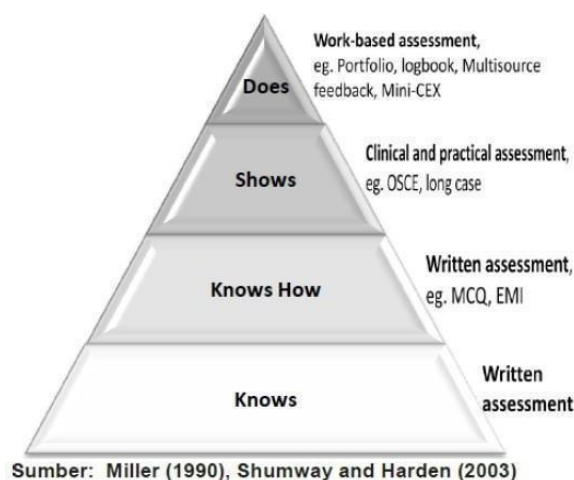 Work-based assessment,
eg. Portfolio, logbook, Multisource
feedback, Mini-CEX
Does
Clinical and practical assessment,
eg. OSCE, long case
Shows
Written assessment,
eg. MCQ, EMI
Knows How
Written
assessment
Knows
Sumber: Miller (1990), Shumway and Harden (2003)